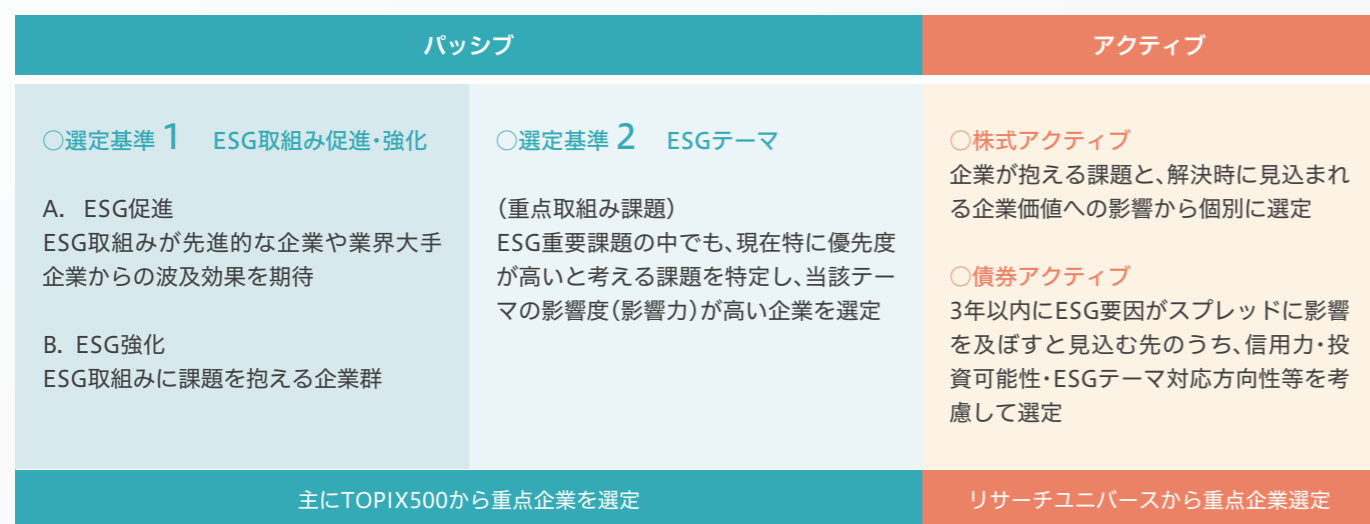 パッシブ
アクティブ
○選定基準 1 ESG取組み促進・強化
A. ESG促進
ESG取組みが先進的な企業や業界大手
企業からの波及効果を期待
B. ESG強化
ESG取組みに課題を抱える企業群
○選定基準 2 ESGテーマ
(重点取組み課題)
ESG重要課題の中でも、現在特に優先度
が高いと考える課題を特定し、当該テー
マの影響度(影響力)が高い企業を選定
○株式アクティブ
企業が抱える課題と、解決時に見込まれ
る企業価値への影響から個別に選定
○債券アクティブ
3年以内にESG要因がスプレッドに影響
を及ぼすと見込む先のうち、信用力・投
資可能性・ESGテーマ対応方向性等を考
慮して選定
主にTOPIX500から重点企業を選定
リサーチユニバースから重点企業選定